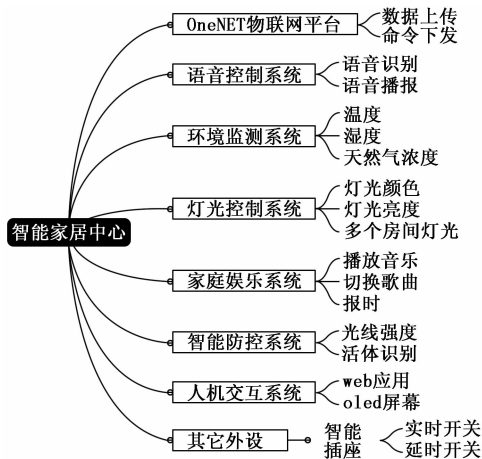 智能家居中心
OneNET物联网平台
数据上传
命令下发
语音控制系统
语音识别
语音播报
环境监测系统
温度
湿度
天然气浓度
灯光控制系统
灯光颜色
灯光亮度
多个房间灯光
家庭娱乐系统
播放音乐
切换歌曲
报时
智能防控系统
光线强度
活体识别
人机交互系统
web应用
oled屏幕
其它外设
智能
插座
实时开关
延时开关